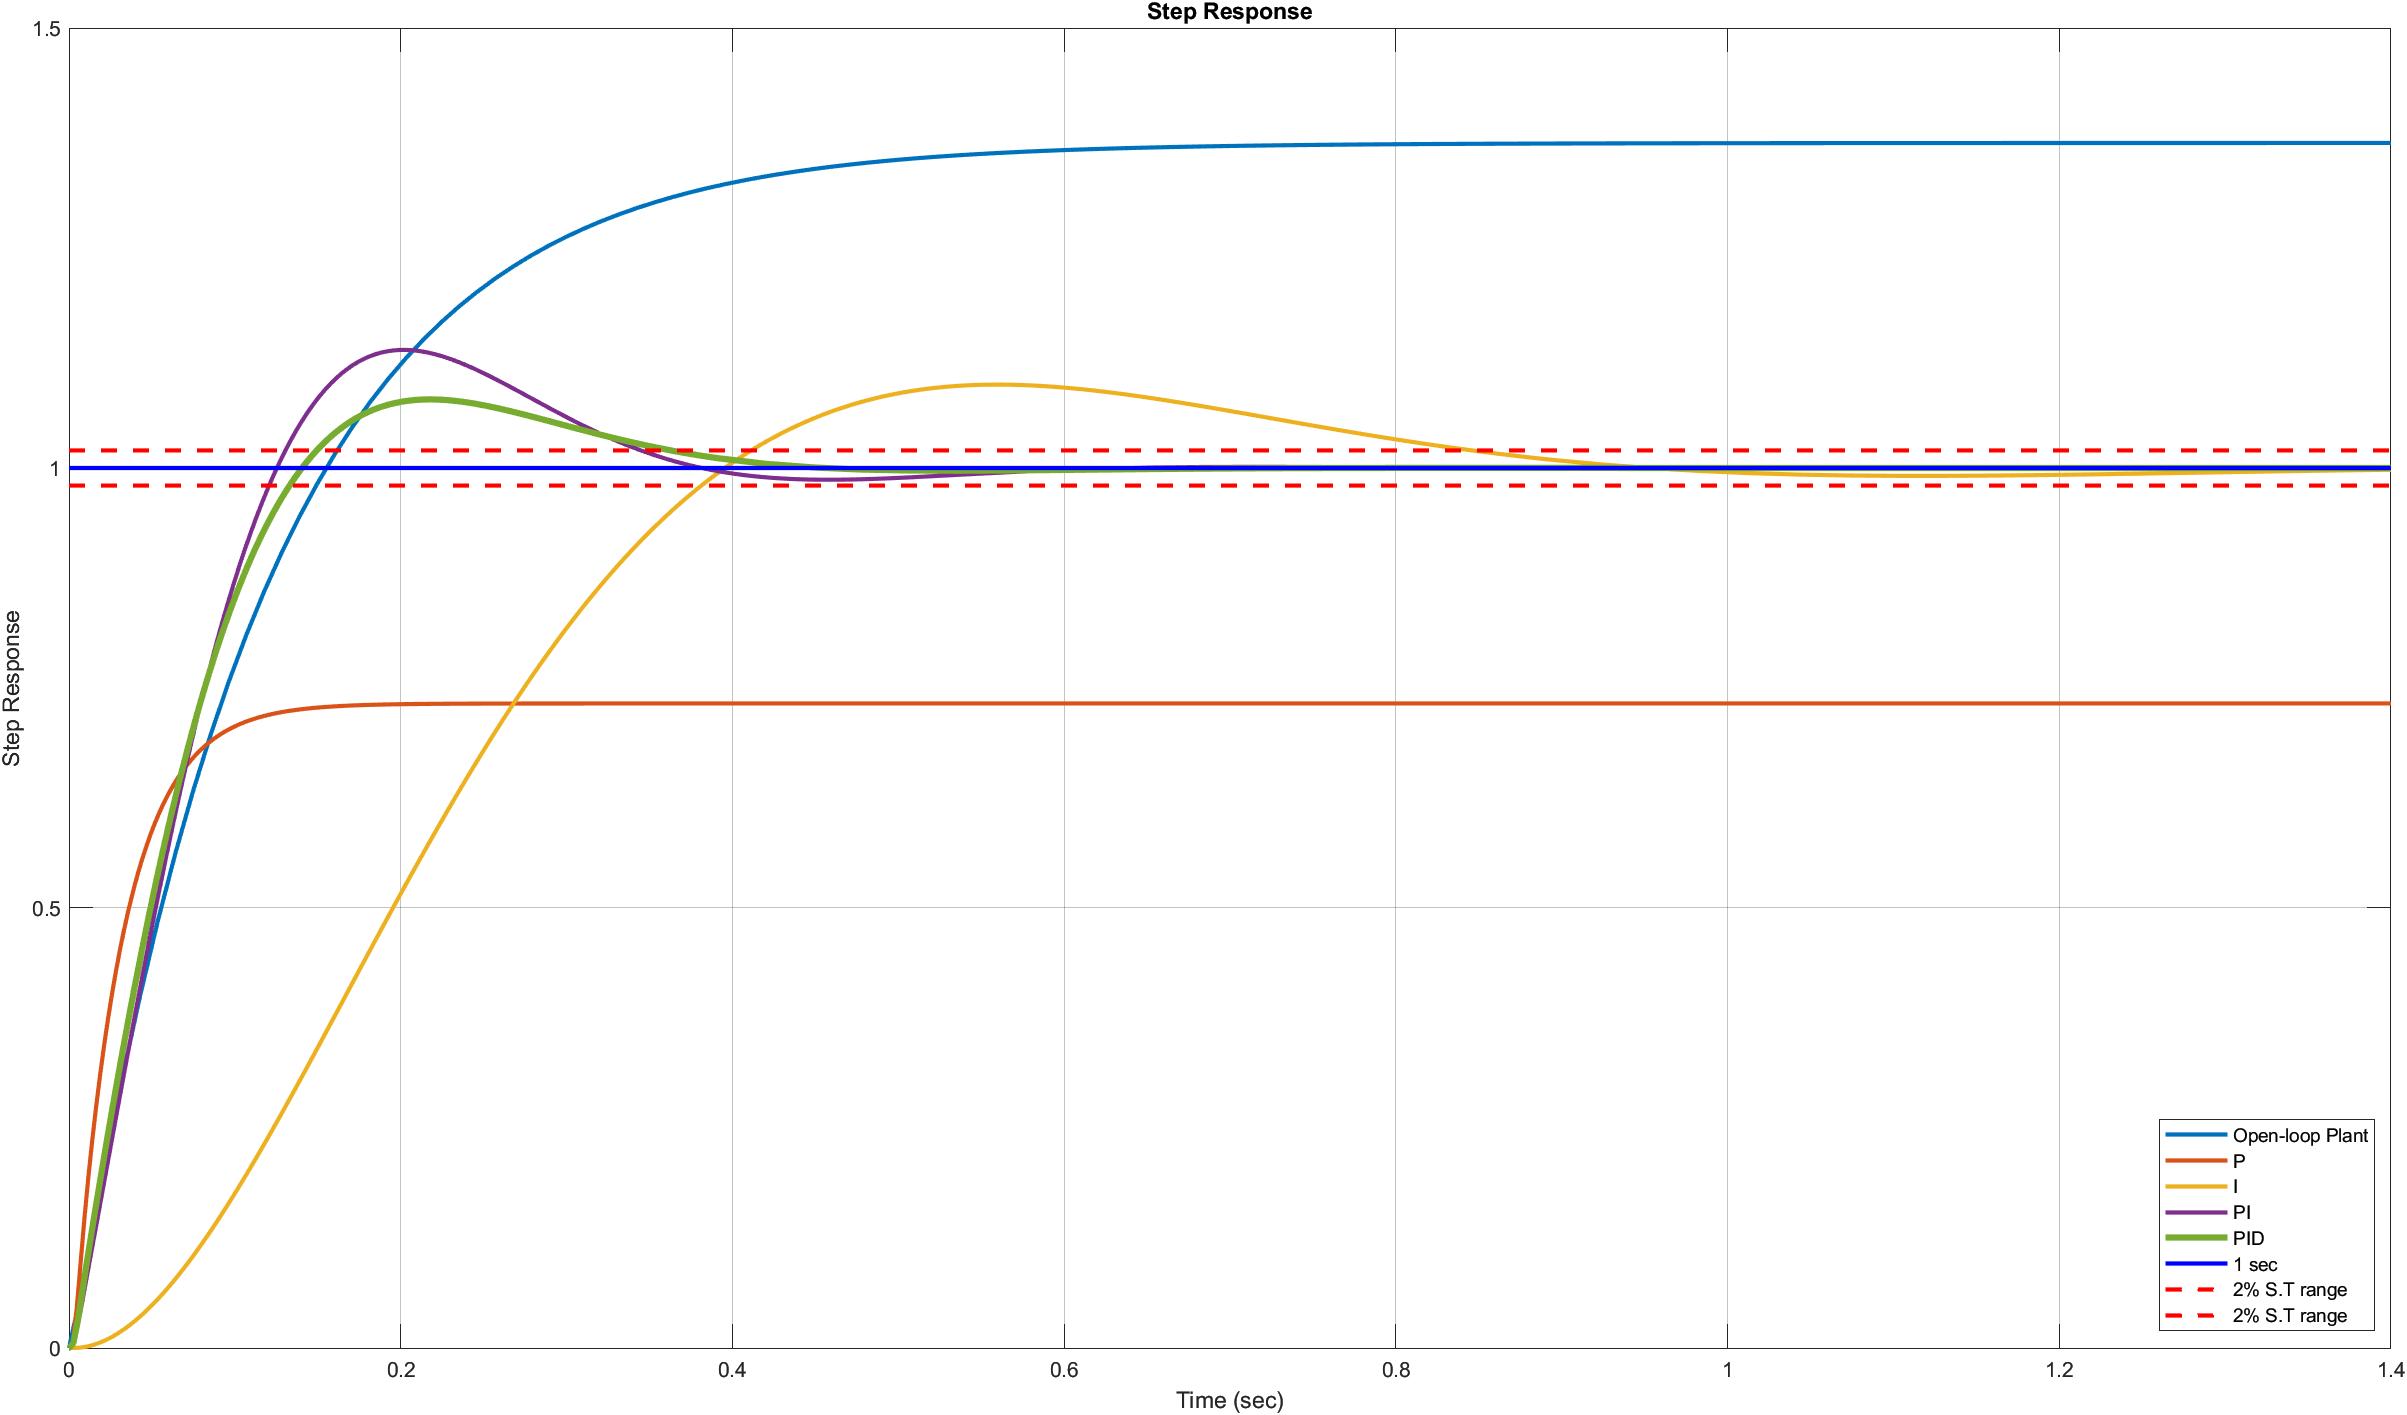 Step Response
1.5
1
0.5
0
Step Response
0
0.2
0.4
0.6
0.8
1
1.2
1.4
Time (sec)
Open-loop Plant
P
I
PI
PID
1 sec
2% S.T range
2% S.T range